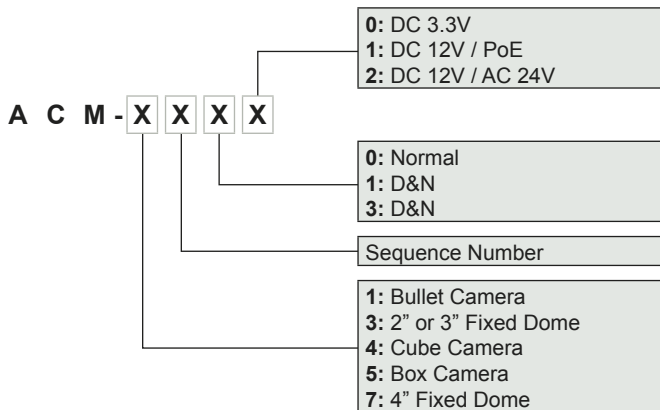 0: DC 3.3V
1: DC 12V / PoE
2: DC 12V / AC 24V
A C M - X X X X
0: Normal
1: D&N
3: D&N
Sequence Number
1: Bullet Camera
3: 2” or 3” Fixed Dome
4: Cube Camera
5: Box Camera
7: 4” Fixed Dome